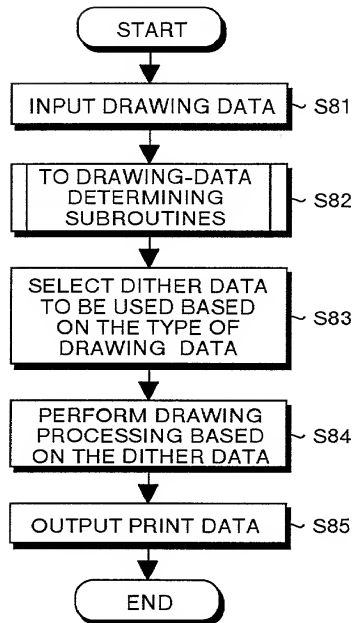 START
INPUT DRAWING DATA S81
TO DRAWING-DATA
DETERMINING
SUBROUTINES
S82
SELECT DITHER DATA
TO BE USED BASED
ON THE TYPE OF
DRAWING DATA
S83
PERFORM DRAWING
PROCESSING BASED
ON THE DITHER DATA
S84
OUTPUT PRINT DATA S85
END